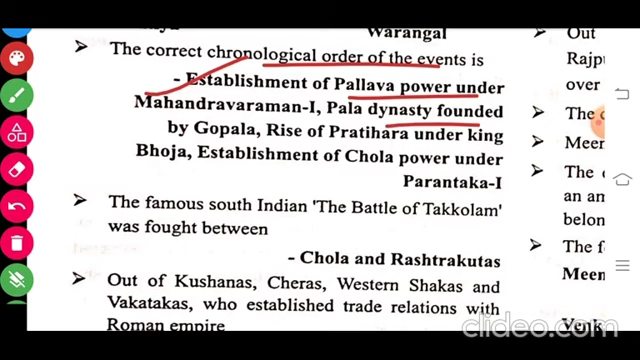 Warangal
The correct chronological order of the events is
- Establishment of Pallava power under
Mahandravaraman-I, Pala dynasty founded
by Gopala, Rise of Pratihara under king
Bhoja, Establishment of Chola power under
Parantaka-I
The famous south Indian 'The Battle of Takkolam'
was fought between
- Chola and Rashtrakutas
Out of Kushanas, Cheras, Western Shakas and
Vakatakas, who established trade relations with
Roman empire
Out
Rajp
over
The
Meen
The
an am
belon
The f
Meem
Venk
clideo.com